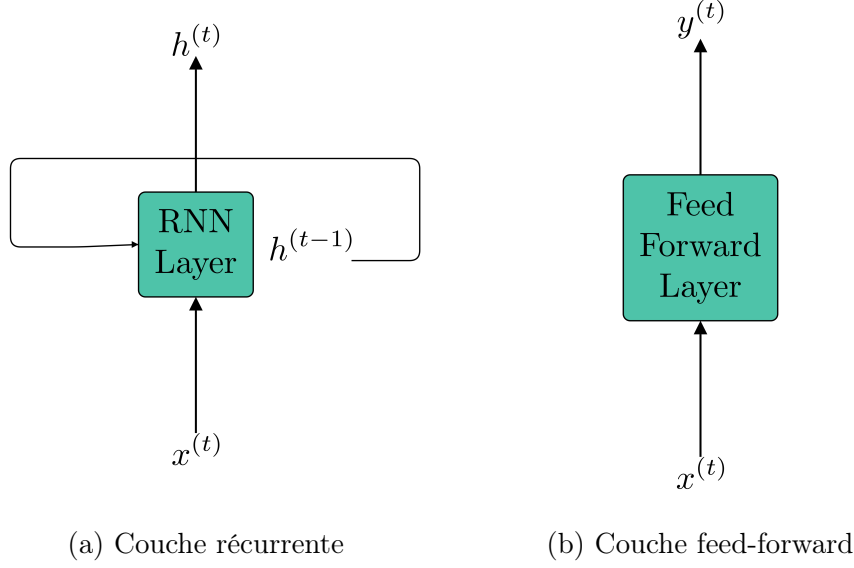 h^{(t)}
RNN
Layer
h^{(t−1)}
x^{(t)}
(a) Couche récurrente
y^{(t)}
Feed
Forward
Layer
x^{(t)}
(b) Couche feed-forward